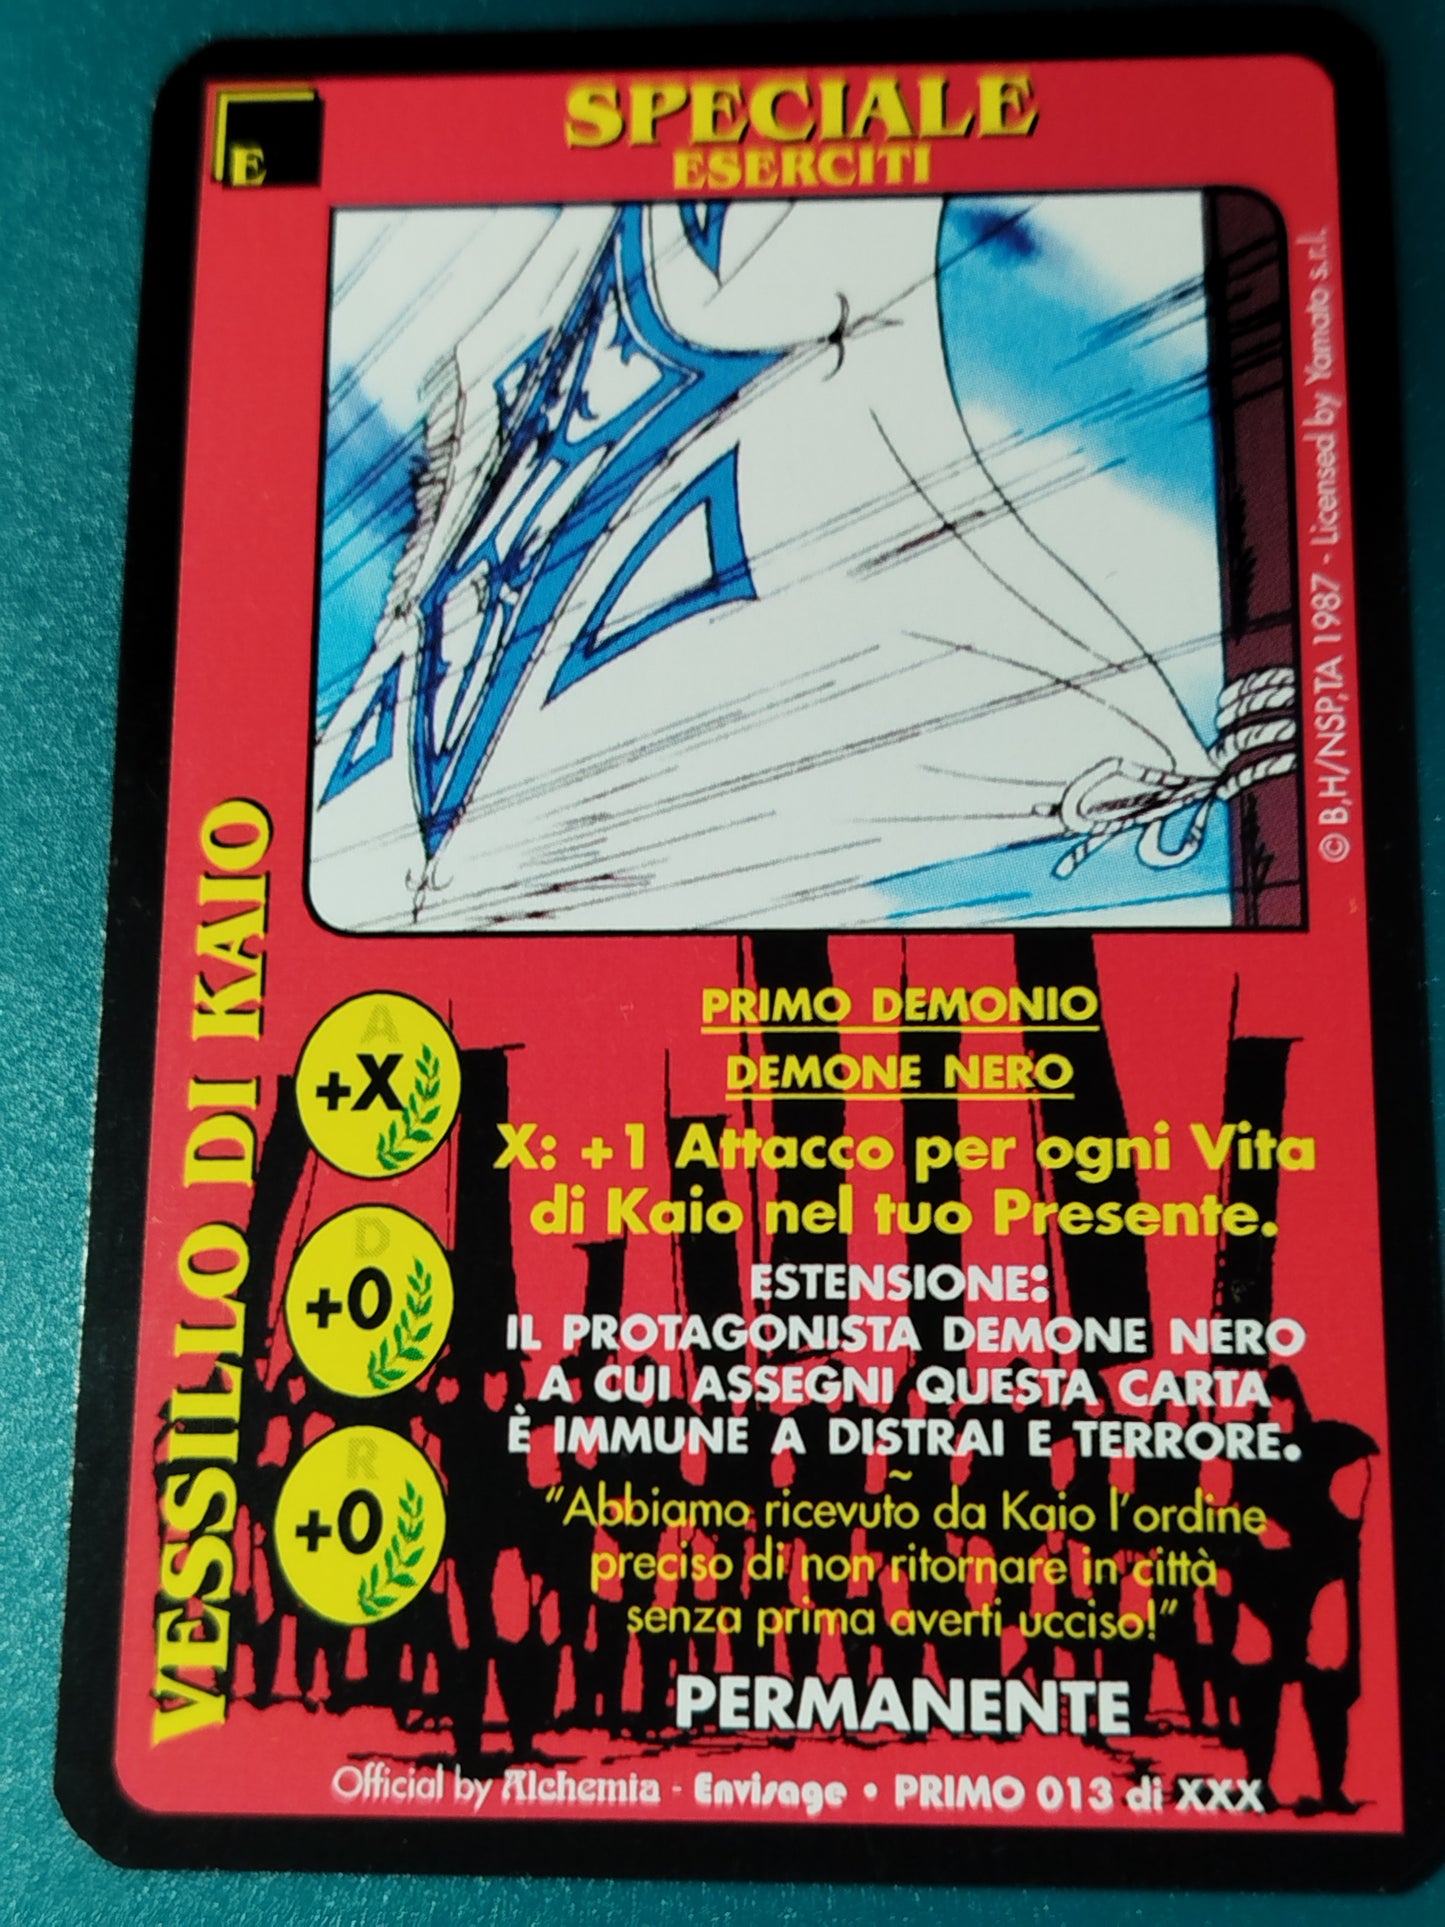 E
SPECIALE
ESERCITI
© B,H/NSP,TA 1987 - Licensed by Yamato s.r.l.
VESSILLO DI KAIO
A
+X
D
+0
R
+0
PRIMO DEMONIO
DEMONE NERO
X: +1 Attacco per ogni Vita
di Kaio nel tuo Presente.
ESTENSIONE:
IL PROTAGONISTA DEMONE NERO
A CUI ASSEGNI QUESTA CARTA
È IMMUNE A DISTRAI E TERRORE.
~
"Abbiamo ricevuto da Kaio l'ordine
preciso di non ritornare in città
senza prima averti ucciso!"
PERMANENTE
Official by Alchemia - Envisage • PRIMO 013 di XXX